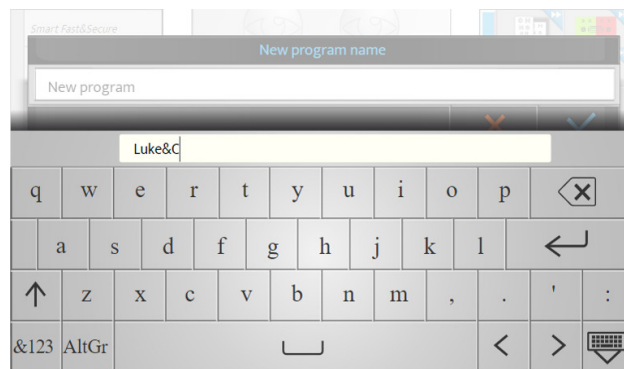 Smart Fast&Secure
New program name
New program
Luke&C
q w e r t y u i o p
a s d f g h j k l
z x c v b n m , . ' :
&123 AltGr < >